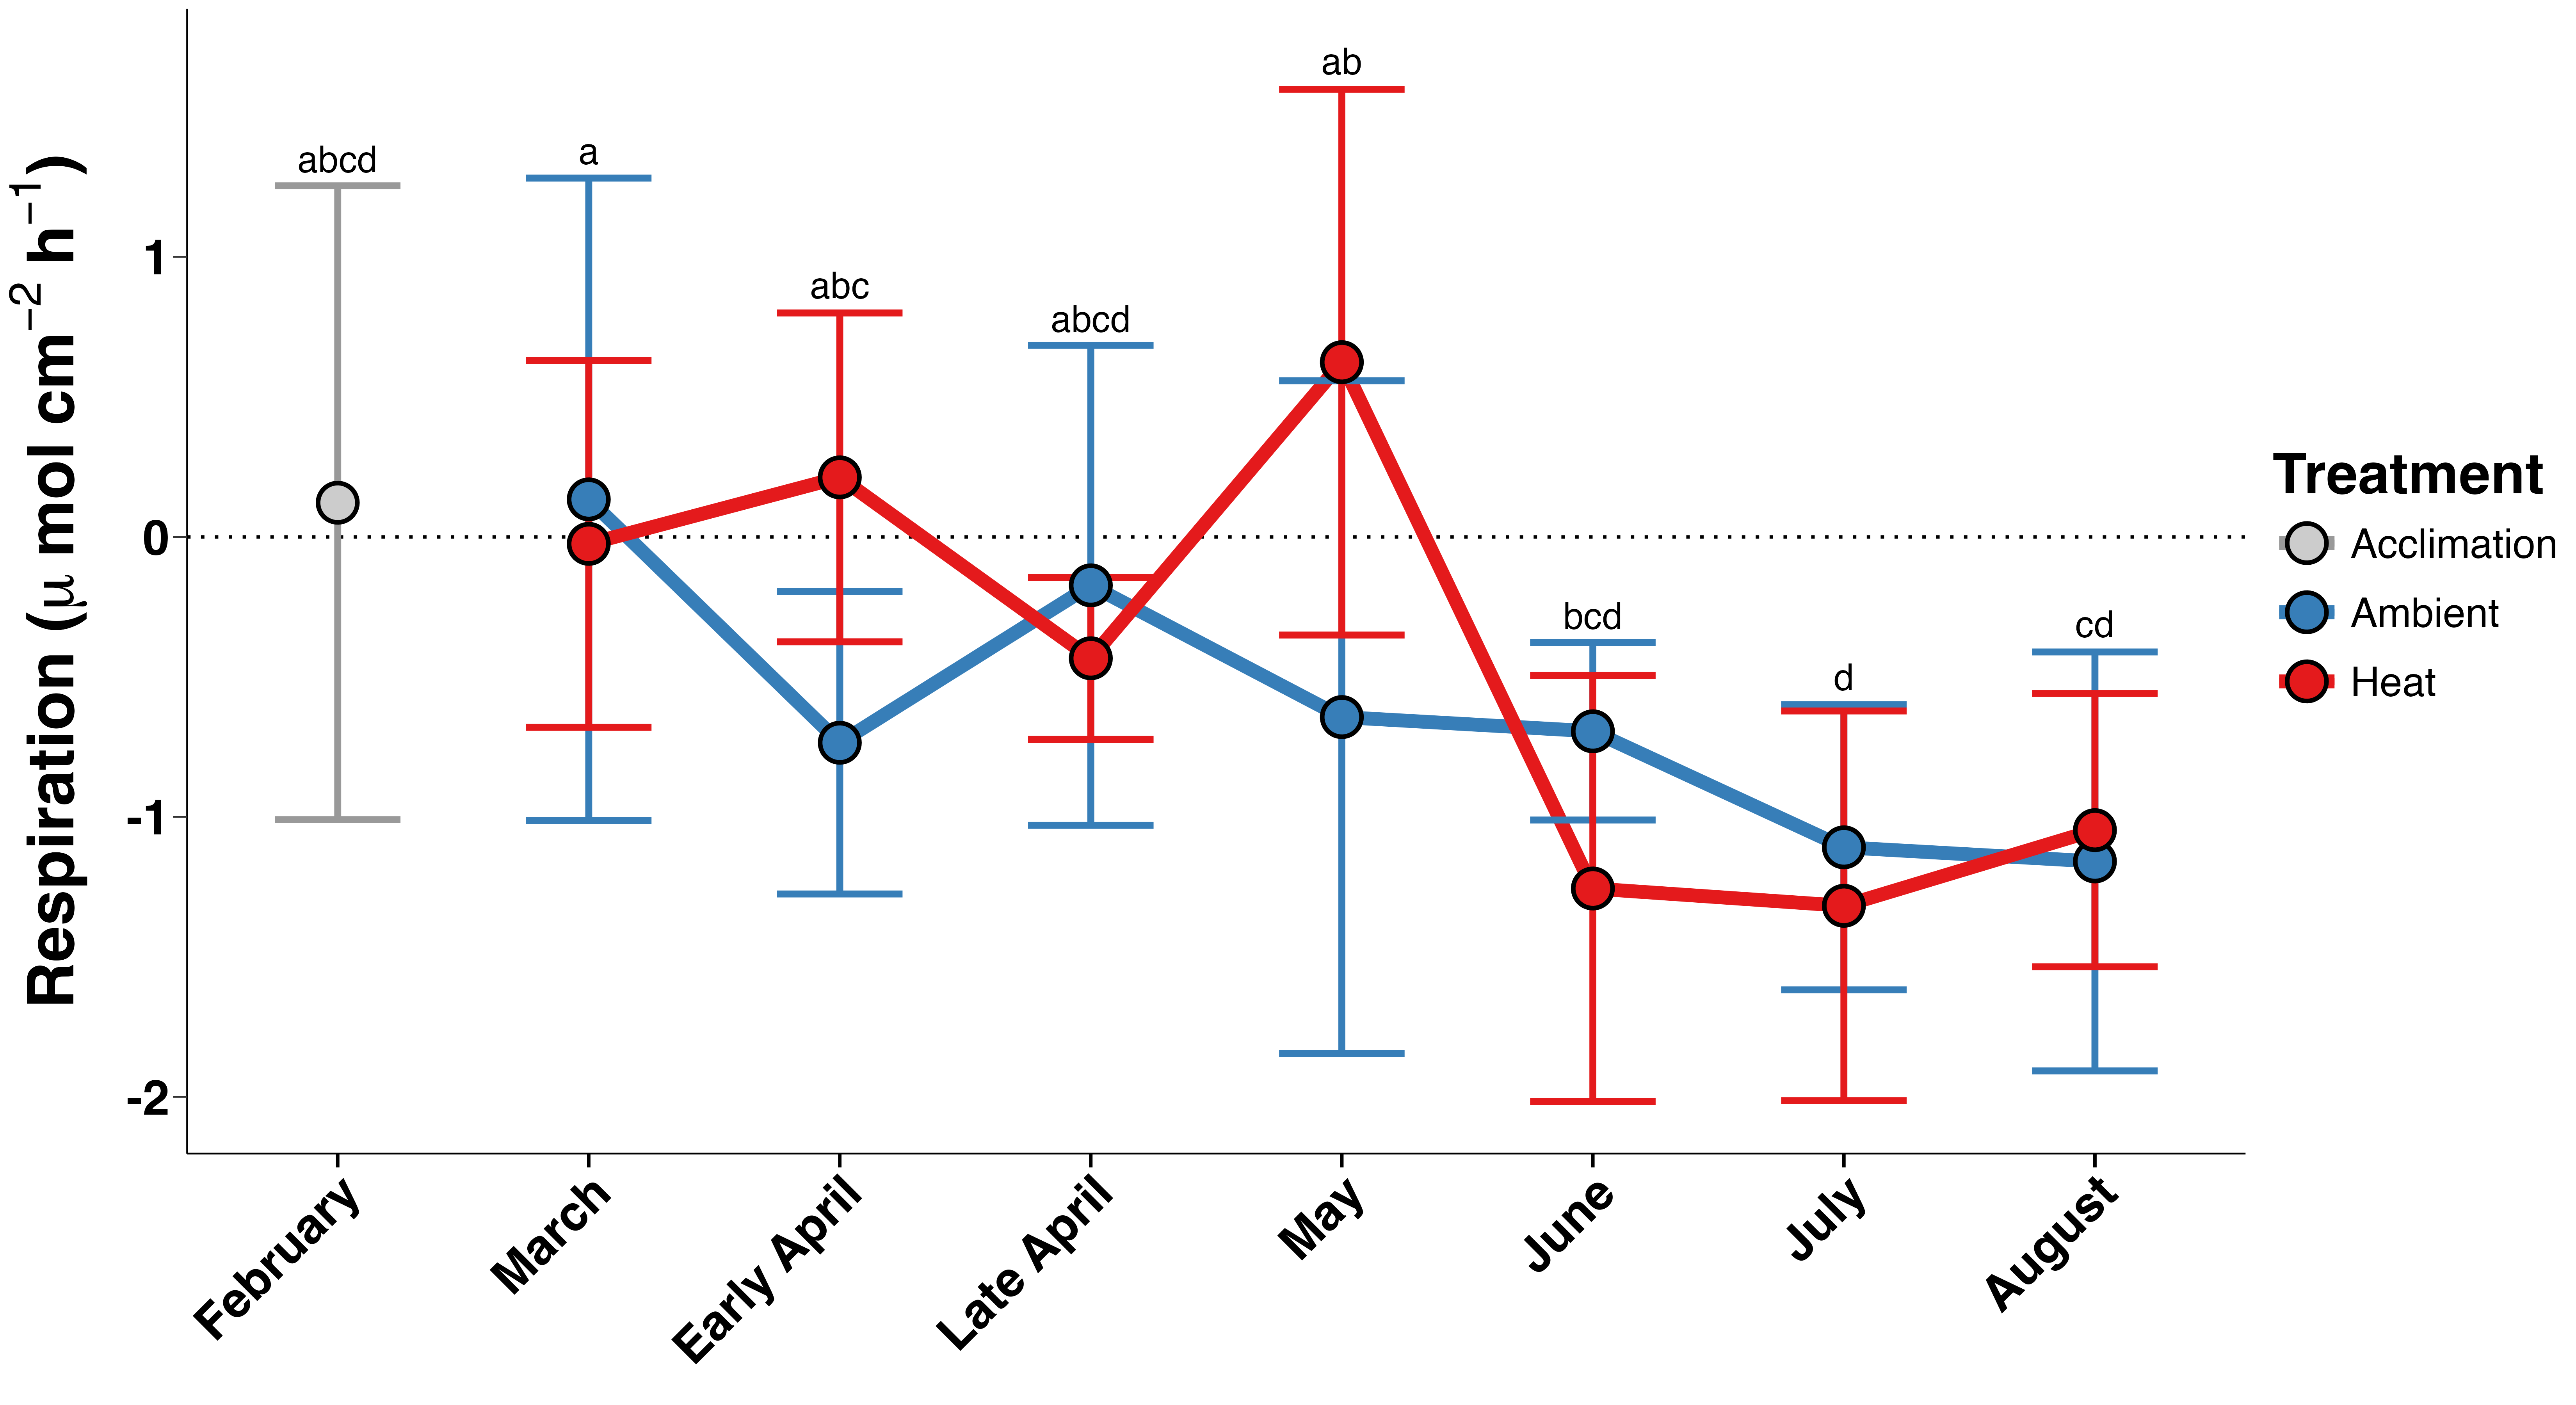 Respiration (μ mol cm⁻² h⁻¹)
1
0
-1
-2
abcd
a
abc
abcd
ab
bcd
d
cd
February
March
Early April
Late April
May
June
July
August
Treatment
Acclimation
Ambient
Heat